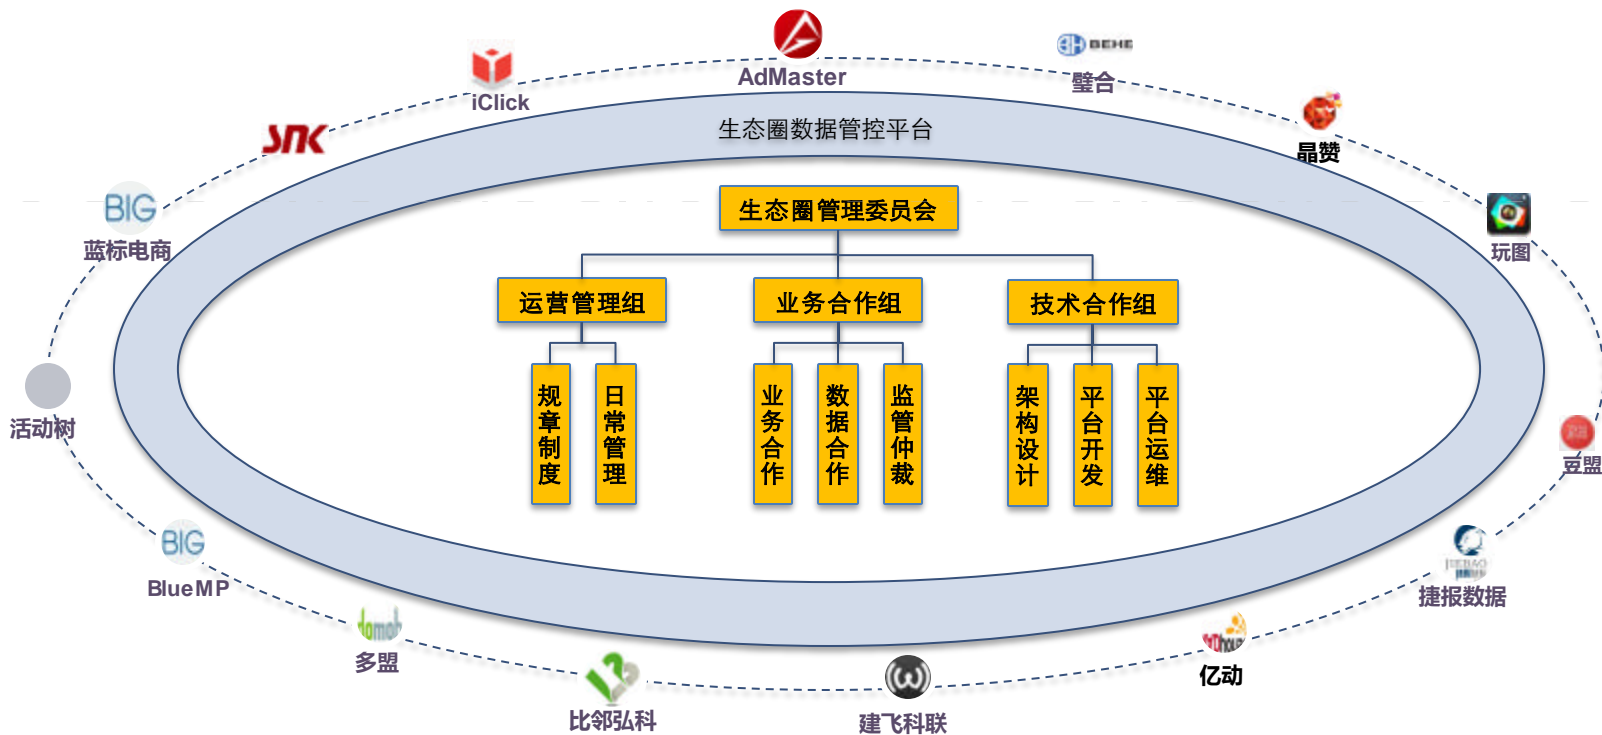 BEHE
AdMaster
璧合
iClick
生态圈数据管控平台
SNK
晶赞
BIG
生态圈管理委员会
蓝标电商
玩图
运营管理组
业务合作组
技术合作组
规章制度
日常管理
业务合作
数据合作
监管仲裁
架构设计
平台开发
平台运维
活动树
豆盟
BIG
BlueMP
捷报数据
domob
多盟
亿动
比邻弘科
建飞科联